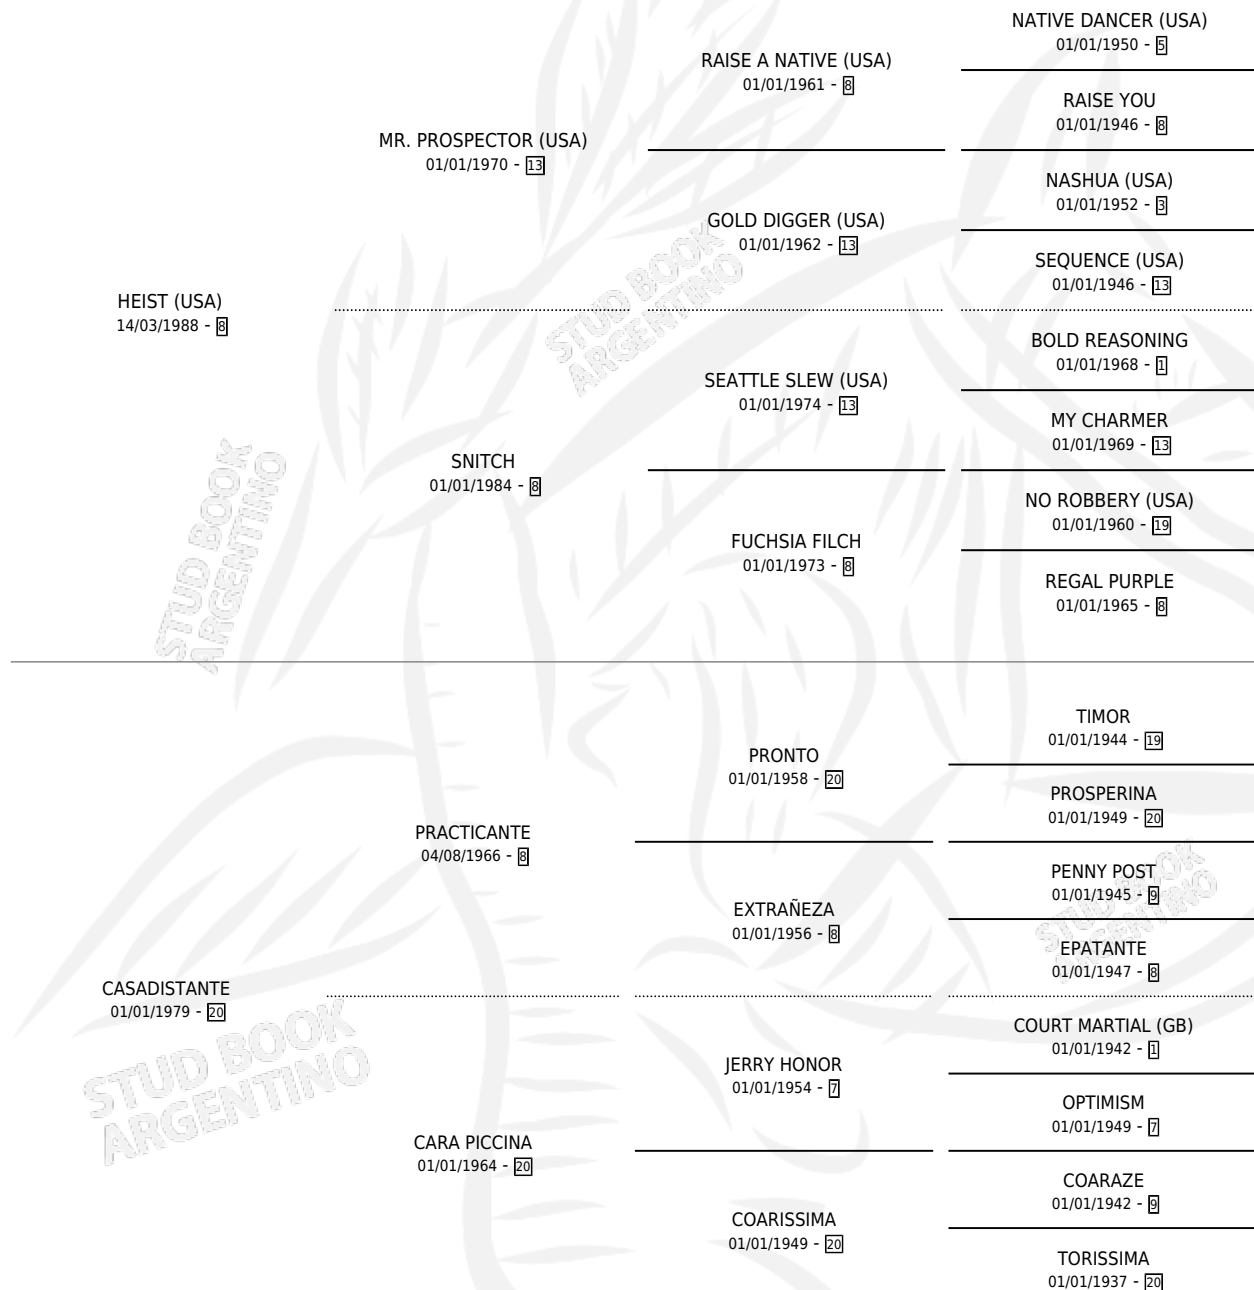 NATIVE DANCER (USA)
01/01/1950 - 5
RAISE A NATIVE (USA)
01/01/1961 - 8
RAISE YOU
01/01/1946 - 8
MR. PROSPECTOR (USA)
01/01/1970 - 13
NASHUA (USA)
01/01/1952 - 3
GOLD DIGGER (USA)
01/01/1962 - 13
SEQUENCE (USA)
01/01/1946 - 13
HEIST (USA)
14/03/1988 - 8
BOLD REASONING
01/01/1968 - 1
SEATTLE SLEW (USA)
01/01/1974 - 13
MY CHARMER
01/01/1969 - 13
SNITCH
01/01/1984 - 8
NO ROBBERY (USA)
01/01/1960 - 19
FUCHSIA FILCH
01/01/1973 - 8
REGAL PURPLE
01/01/1965 - 8
TIMOR
01/01/1944 - 19
PRONTO
01/01/1958 - 20
PROSPERINA
01/01/1949 - 20
PRACTICANTE
04/08/1966 - 8
PENNY POST
01/01/1945 - 9
EXTRAÑEZA
01/01/1956 - 8
EPATANTE
01/01/1947 - 8
CASADISTANTE
01/01/1979 - 20
COURT MARTIAL (GB)
01/01/1942 - 1
JERRY HONOR
01/01/1954 - 7
OPTIMISM
01/01/1949 - 7
CARA PICCINA
01/01/1964 - 20
COARAZE
01/01/1942 - 9
COARISSIMA
01/01/1949 - 20
TORISSIMA
01/01/1937 - 20
STUD BOOK
ARGENTINO
STUD BOOK
ARGENTINO
STUD BOOK
ARGENTINO
STUD BOOK
ARGENTINO